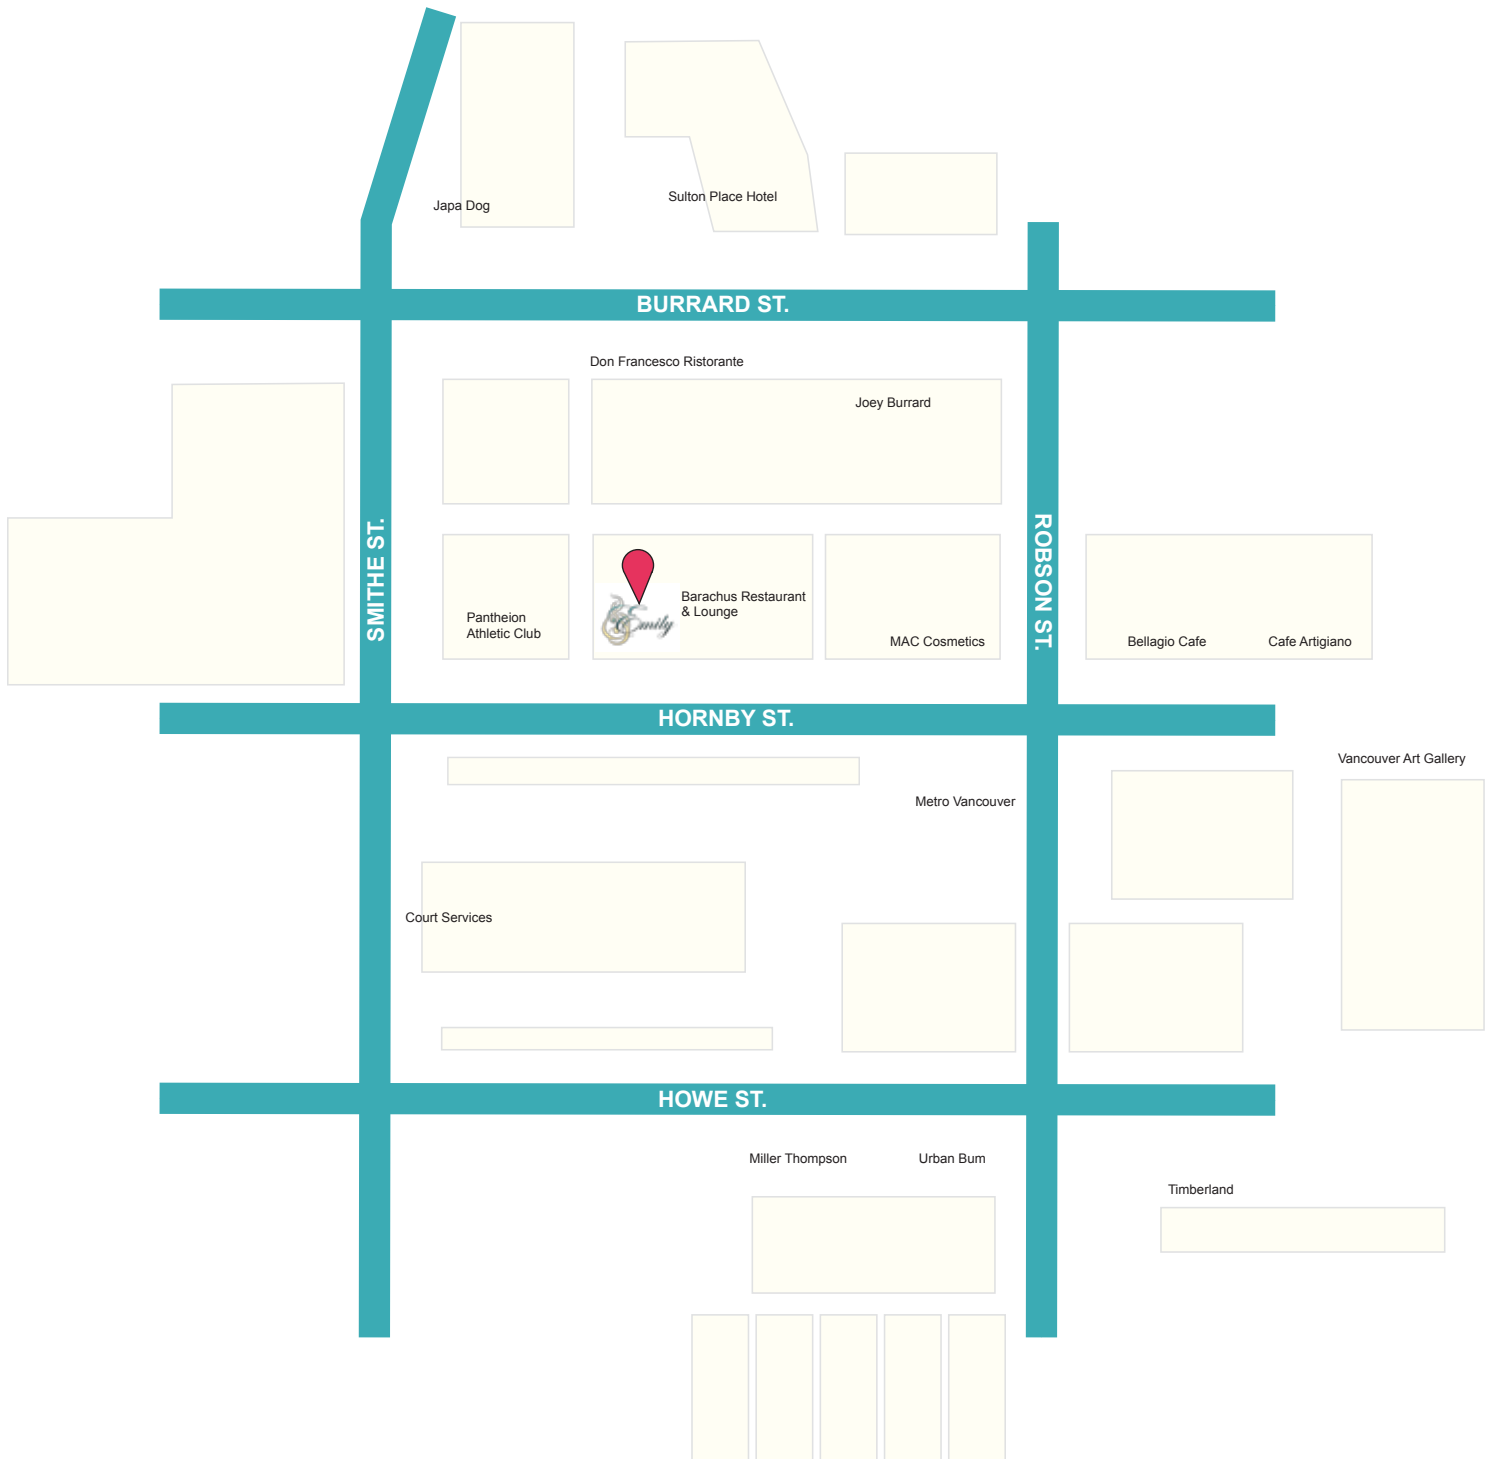 Japa Dog
Sulton Place Hotel
BURRARD ST.
Don Francesco Ristorante
Joey Burrard
SMITHE ST.
ROBSON ST.
Emily
Barachus Restaurant
& Lounge
Pantheion
Athletic Club
MAC Cosmetics
Bellagio Cafe
Cafe Artigiano
HORNBY ST.
Vancouver Art Gallery
Metro Vancouver
Court Services
HOWE ST.
Miller Thompson
Urban Bum
Timberland